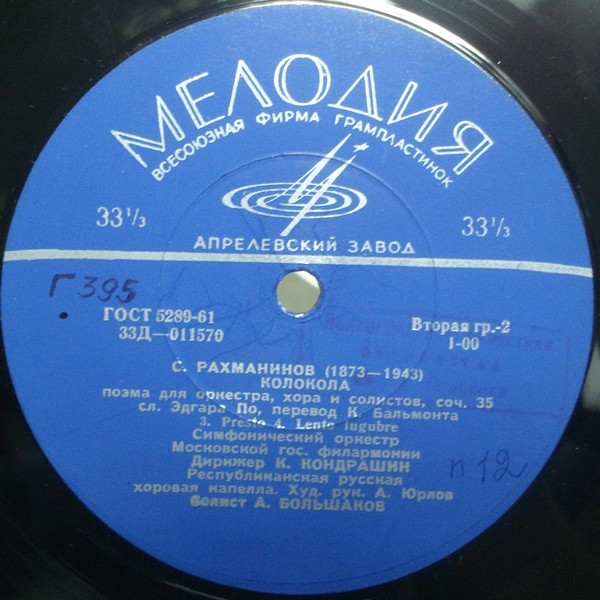 МЕЛОДИЯ
ВСЕСОЮЗНАЯ ФИРМА ГРАМПЛАСТИНОК
33⅓ 33⅓
АПРЕЛЕВСКИЙ ЗАВОД
Г 395
ГОСТ 5289-61 Вторая гр.-2
33Д—011570 1-00
С. РАХМАНИНОВ (1873—1943)
КОЛОКОЛА
поэма для оркестра, хора и солистов, соч. 35
сл. Эдгара По, перевод К. Бальмонта
3. Presto 4. Lento lugubre
Симфонический оркестр
Московской гос. филармонии
Дирижер К. КОНДРАШИН
Республиканская русская
хоровая капелла. Худ. рук. А. Юрлов
Солист А. БОЛЬШАКОВ
п 12